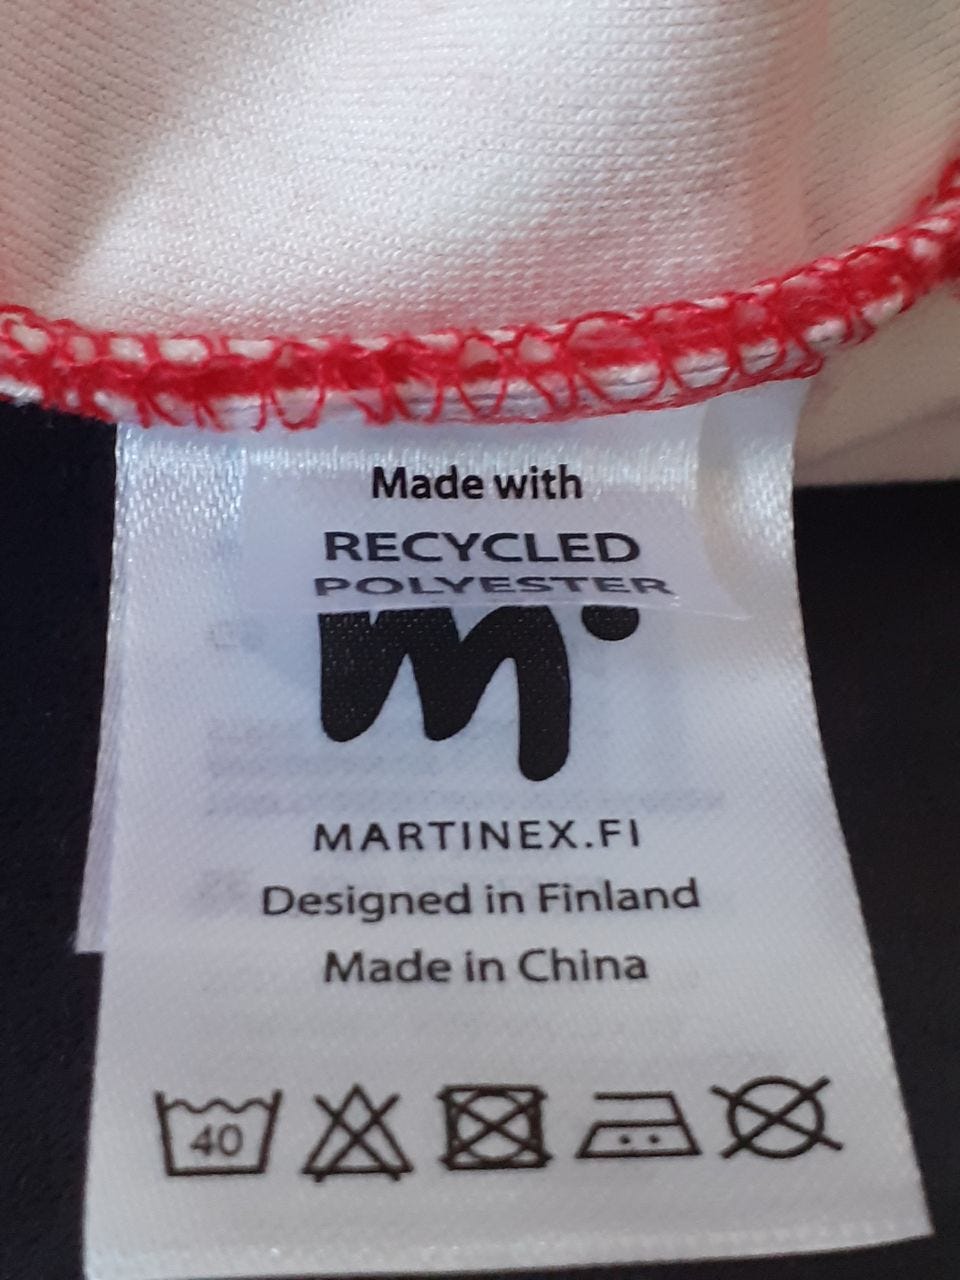 Made with
RECYCLED
POLYESTER
m
MARTINEX.FI
Designed in Finland
Made in China
40